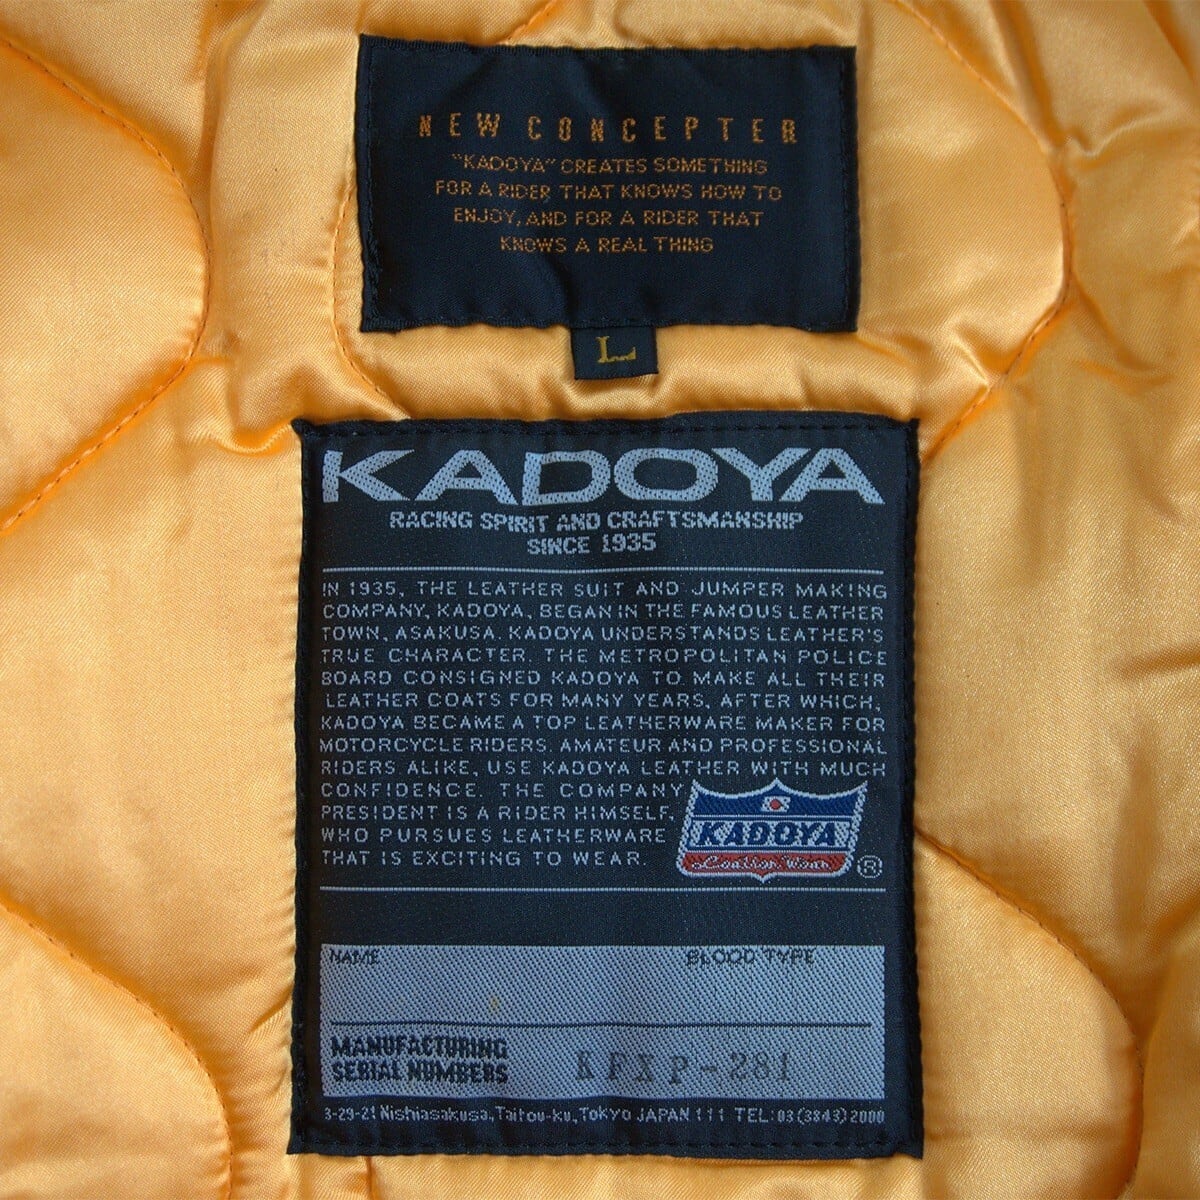 NEW CONCEPTER
"KADOYA" CREATES SOMETHING
FOR A RIDER THAT KNOWS HOW TO
ENJOY, AND FOR A RIDER THAT
KNOWS A REAL THING
L
KADOYA
RACING SPIRIT AND CRAFTSMANSHIP
SINCE 1935
IN 1935, THE LEATHER SUIT AND JUMPER MAKING
COMPANY, KADOYA, BEGAN IN THE FAMOUS LEATHER
TOWN, ASAKUSA. KADOYA UNDERSTANDS LEATHER'S
TRUE CHARACTER. THE METROPOLITAN POLICE
BOARD CONSIGNED KADOYA TO MAKE ALL THEIR
LEATHER COATS FOR MANY YEARS, AFTER WHICH,
KADOYA BECAME A TOP LEATHERWARE MAKER FOR
MOTORCYCLE RIDERS. AMATEUR AND PROFESSIONAL
RIDERS ALIKE, USE KADOYA LEATHER WITH MUCH
CONFIDENCE. THE COMPANY
PRESIDENT IS A RIDER HIMSELF,
WHO PURSUES LEATHERWARE
THAT IS EXCITING TO WEAR.
KADOYA
Leather Wear
®
NAME BLOOD TYPE
MANUFACTURING
SERIAL NUMBERS KFXP-281
3-29-21 Nishiasakusa, Taitou-ku, Tokyo JAPAN 111 TEL: 03 (3843) 2000